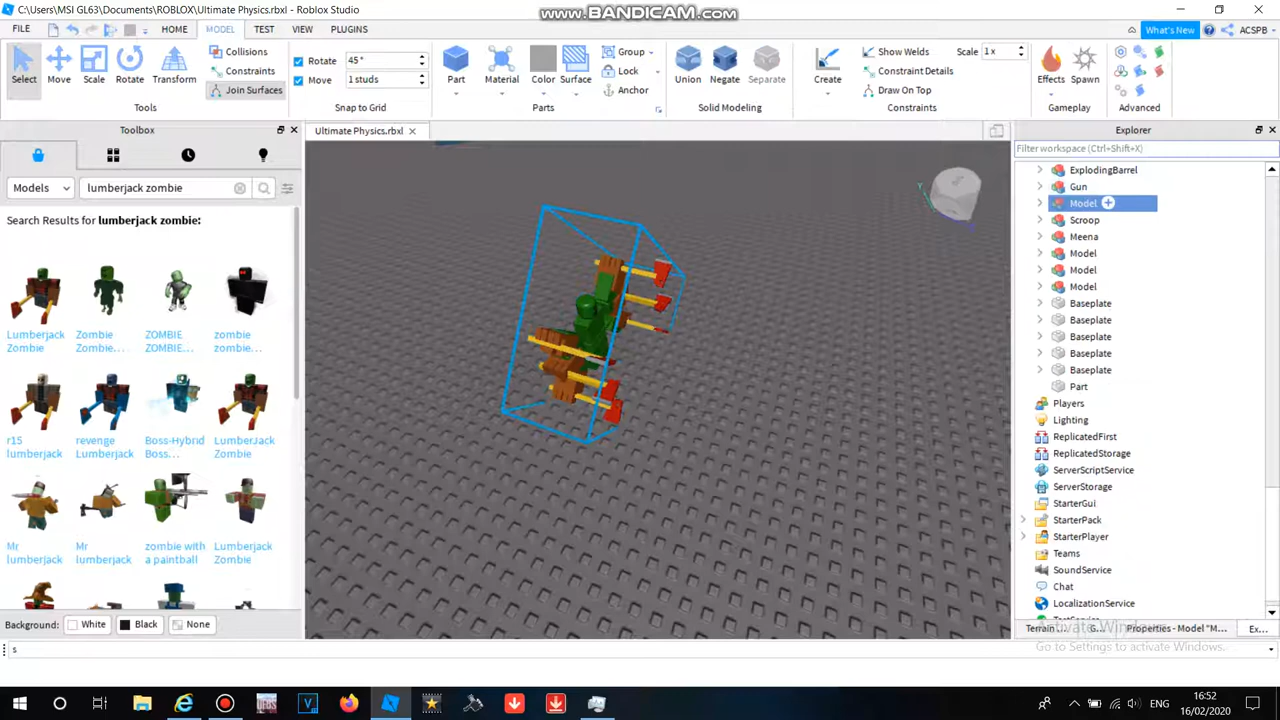 C:\Users\MSI GL63\Documents\ROBLOX\Ultimate Physics.rbxl - Roblox Studio
www.BANDICAM.com
FILE HOME MODEL TEST VIEW PLUGINS
What's New ACSPB
Select Move Scale Rotate Transform
Collisions
Constraints
Join Surfaces
Tools
Rotate 45°
Move 1 studs
Snap to Grid
Part Material Color Surface
Group
Lock
Anchor
Parts
Union Negate Separate
Solid Modeling
Create
Show Welds Scale 1 x
Constraint Details
Draw On Top
Constraints
Effects Spawn
Gameplay
Advanced
Toolbox
Ultimate Physics.rbxl
Explorer
Filter workspace (Ctrl+Shift+X)
Models lumberjack zombie
Search Results for lumberjack zombie:
Lumberjack Zombie
Zombie Zombie...
ZOMBIE ZOMBIE...
zombie zombie...
r15 lumberjack
revenge Lumberjack
Boss-Hybrid Boss...
LumberJack Zombie
Mr lumberjack
Mr lumberjack
zombie with a paintball
Lumberjack Zombie
Background: White Black None
s
ExplodingBarrel
Gun
Model
Scroop
Meena
Model
Model
Model
Baseplate
Baseplate
Baseplate
Baseplate
Baseplate
Part
Players
Lighting
ReplicatedFirst
ReplicatedStorage
ServerScriptService
ServerStorage
StarterGui
StarterPack
StarterPlayer
Teams
SoundService
Chat
LocalizationService
Activate Windows
Terrain... Properties - Model "M... Ex...
Go to Settings to activate Windows.
ENG
16:52
16/02/2020